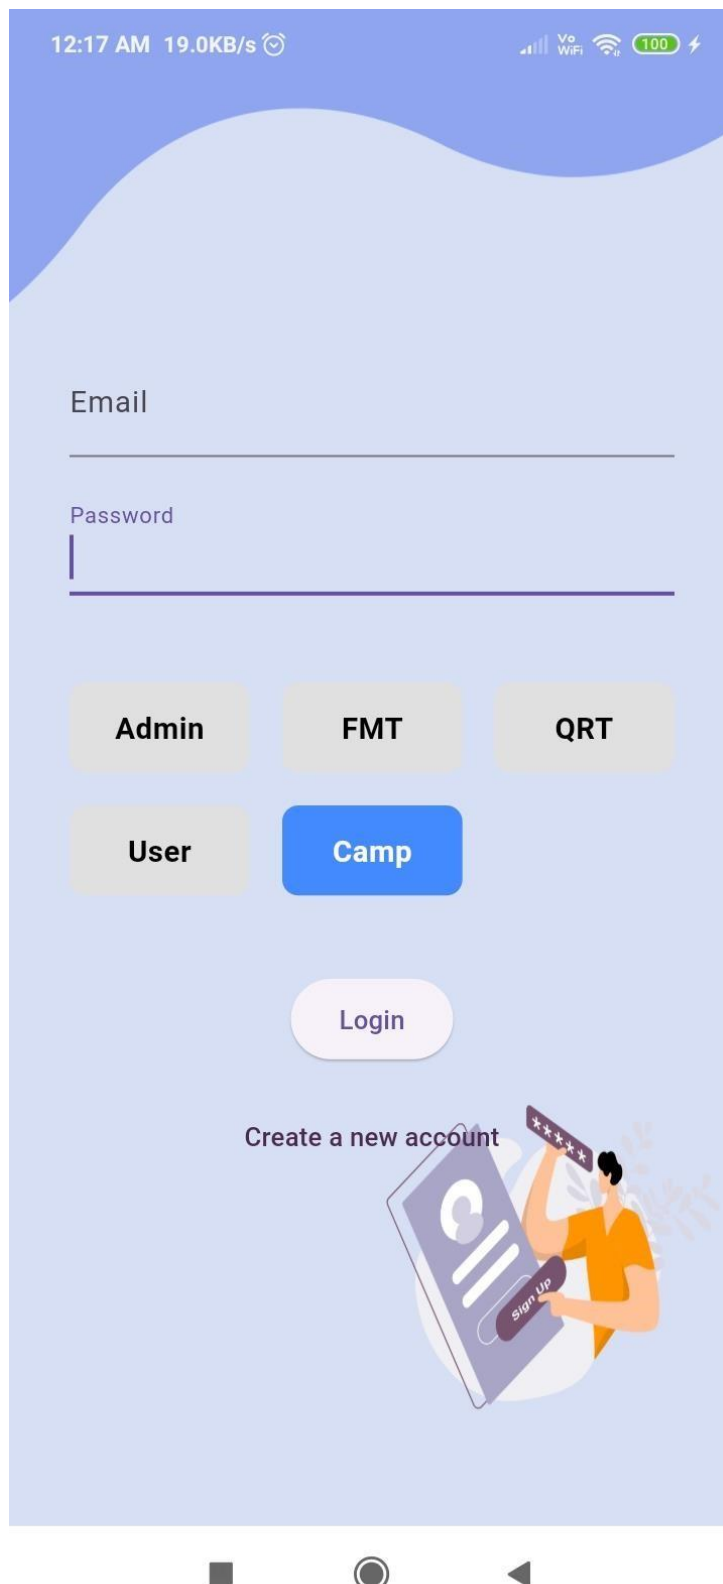 12:17 AM 19.0KB/s Vo WiFi 100
Email
Password
Admin FMT QRT
User Camp
Login
Create a new account
*****
Sign Up